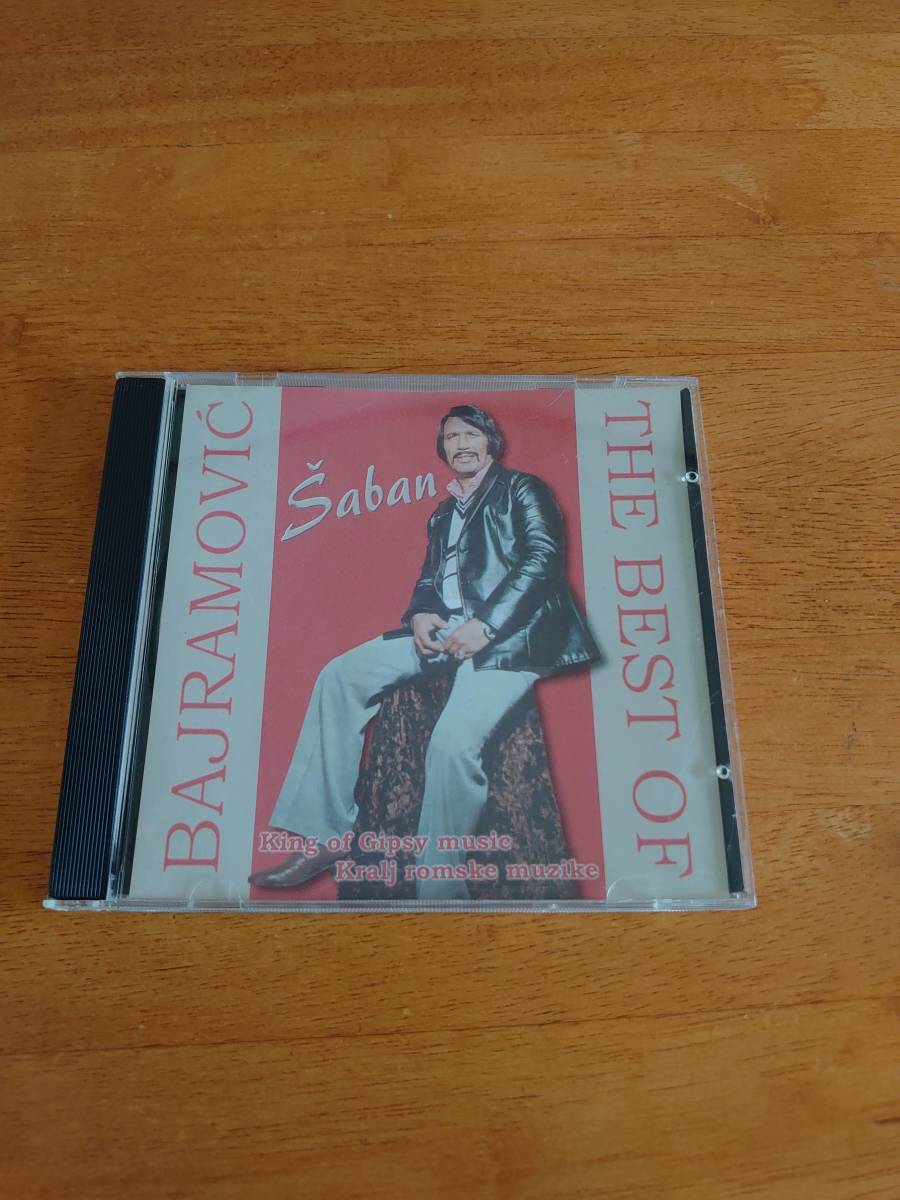 BAJRAMOVIĆ
Šaban
THE BEST OF
King of Gipsy music
Kralj romske muzike